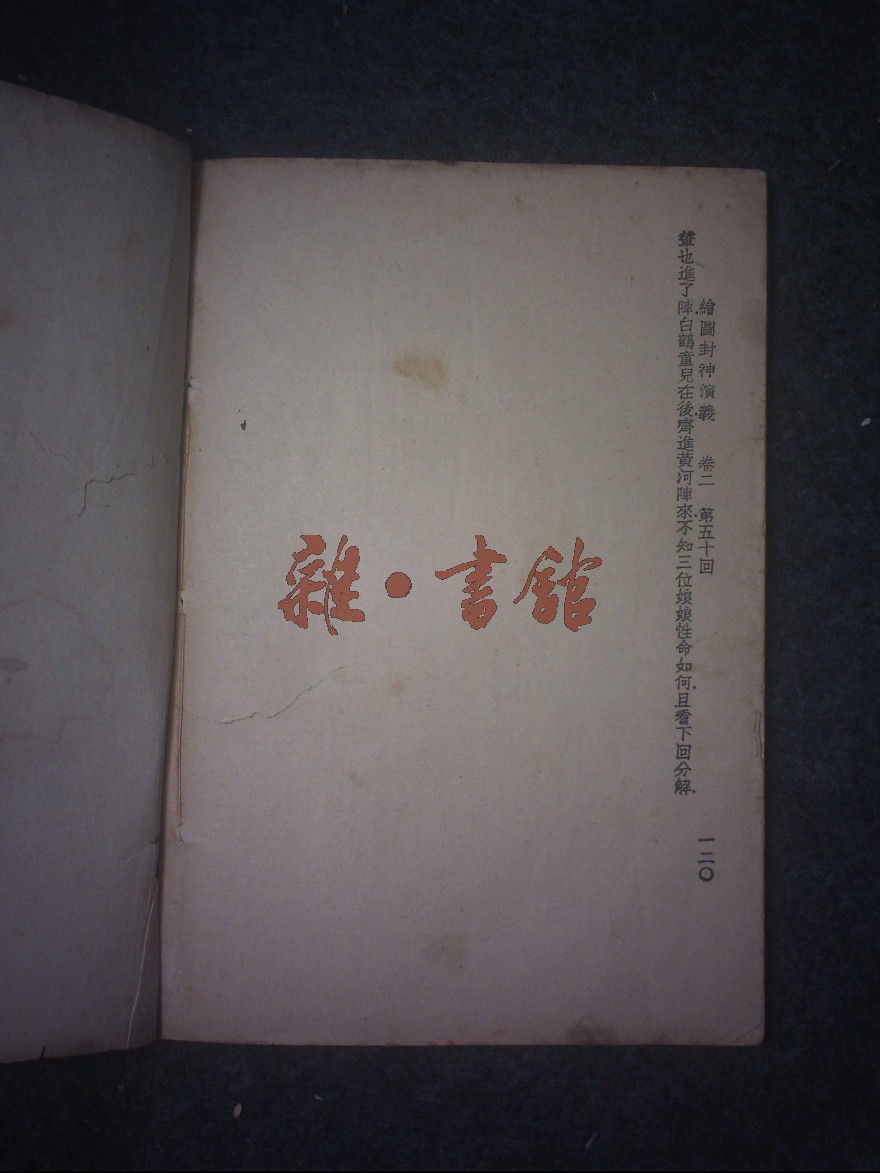 繪圖封神演義 卷二 第五十回 一二〇
輦也進了陣.白鶴童兒在後.齊進黃河陣來.不知三位娘娘性命如何.且看下回分解.
雜·書館